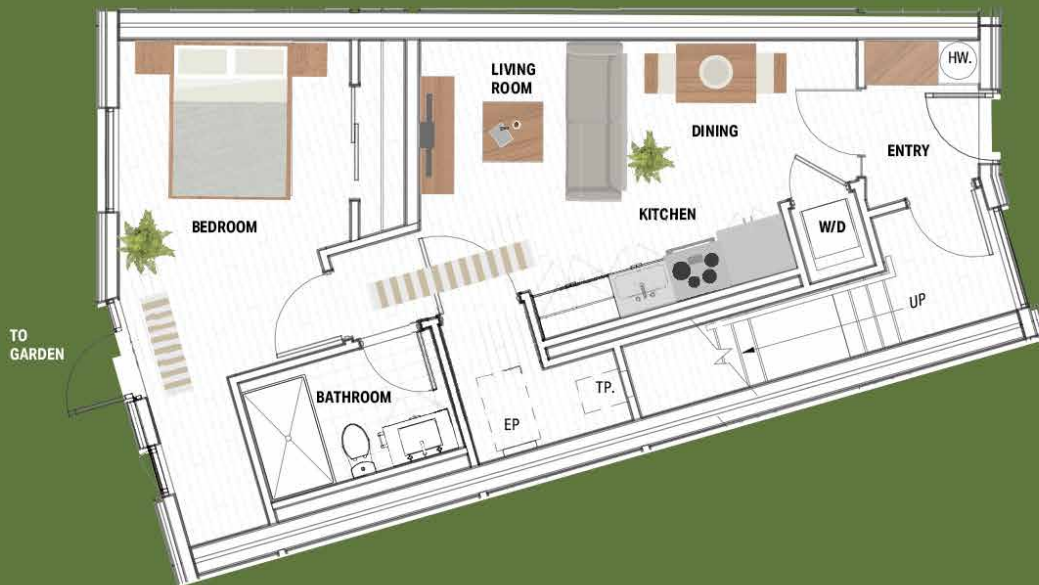 HW.
LIVING
ROOM
DINING
ENTRY
KITCHEN
BEDROOM
W/D
UP
TO
GARDEN
BATHROOM
TP.
EP